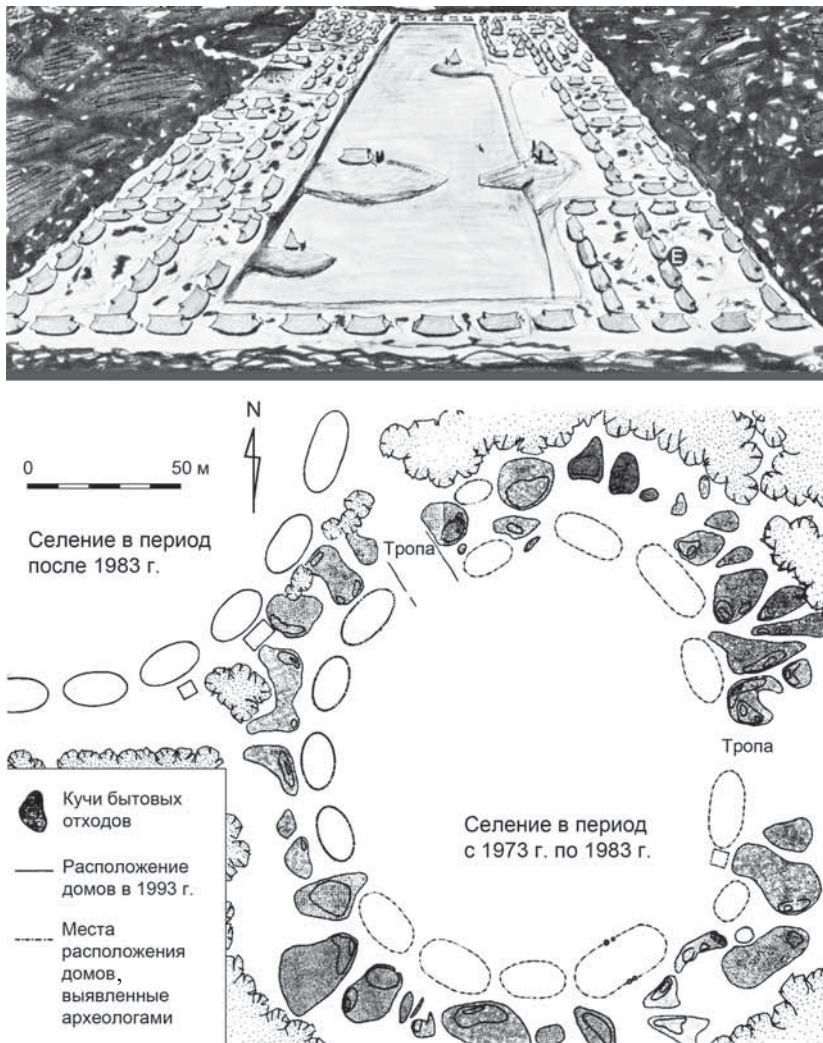 E
N
0 50 м
Селение в период
после 1983 г.
Тропа
Тропа
Селение в период
с 1973 г. по 1983 г.
Кучи бытовых
отходов
Расположение
домов в 1993 г.
Места
расположения
домов,
выявленные
археологами